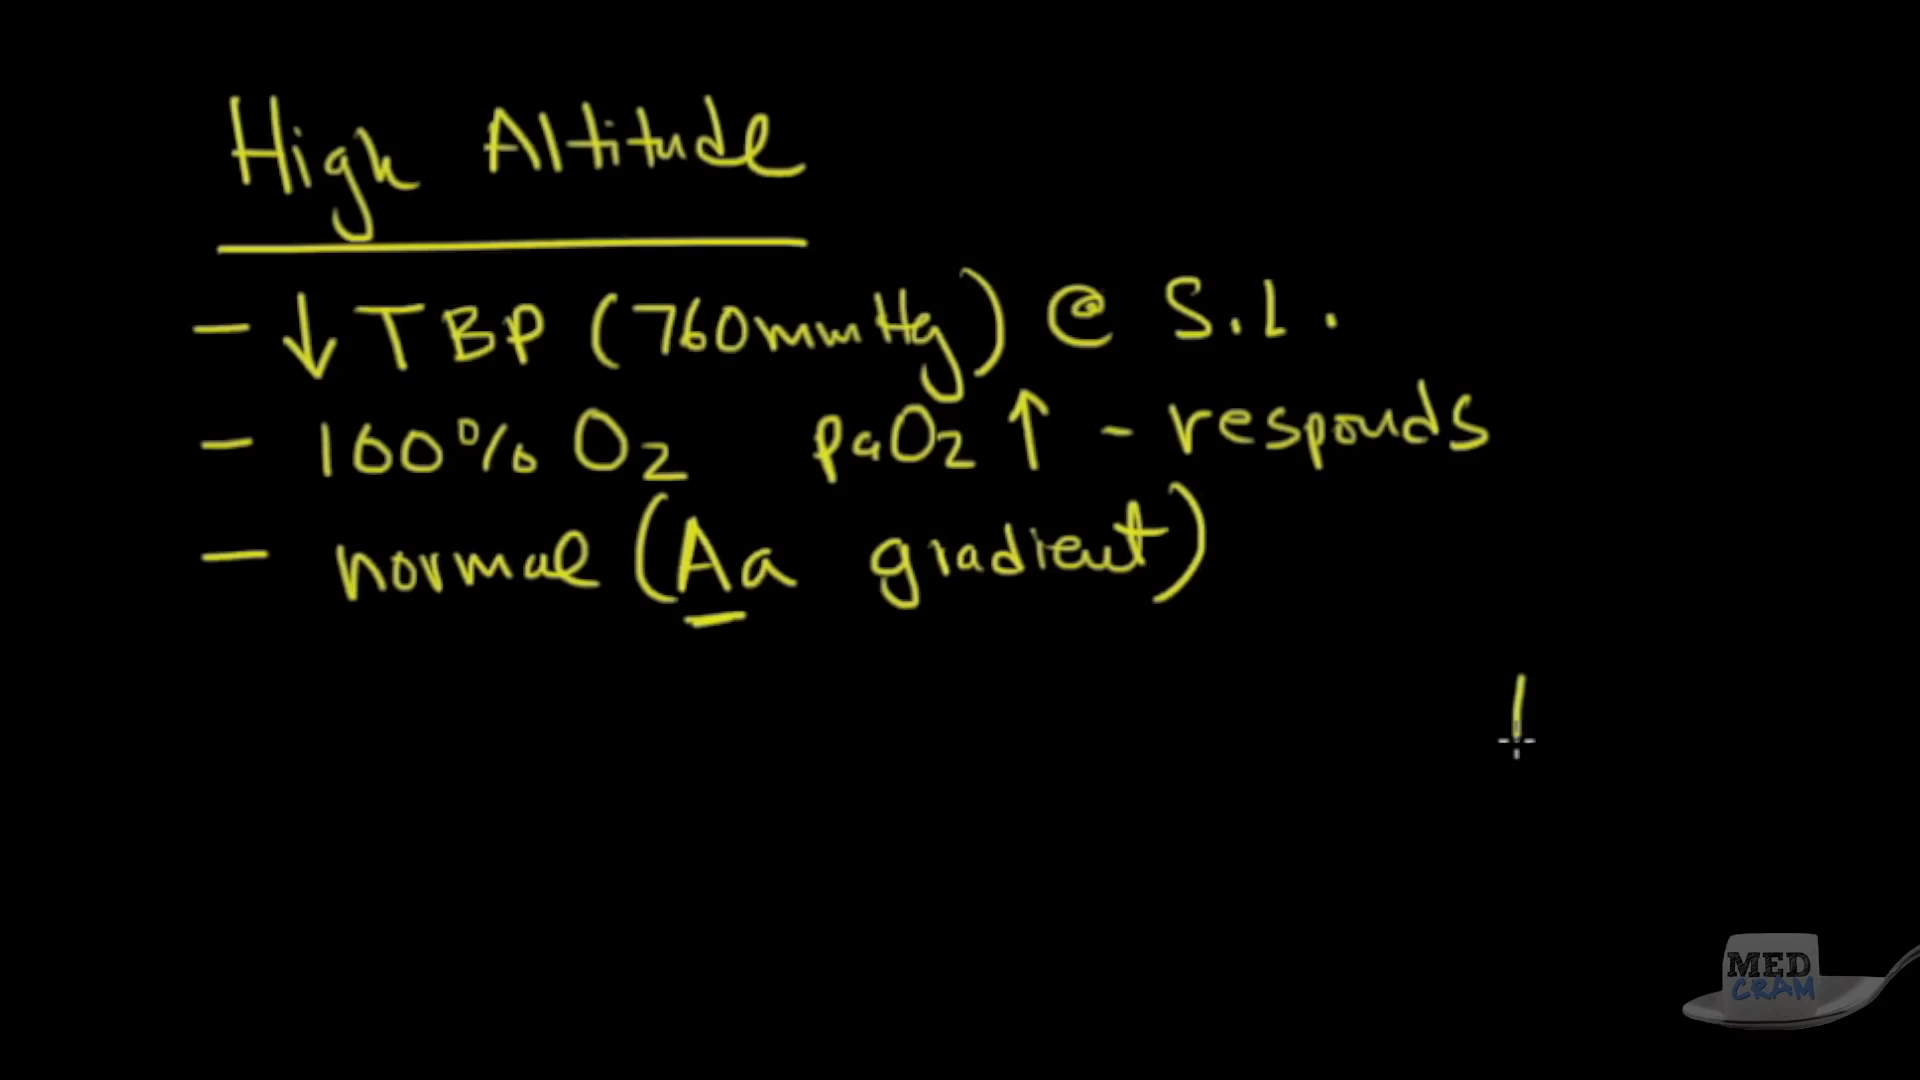 High Altitude
- ↓ TBP (760mmHg) @ S.L.
- 100% O2 paO2 ↑ - responds
- normal (Aa gradient)
MED
CRAM